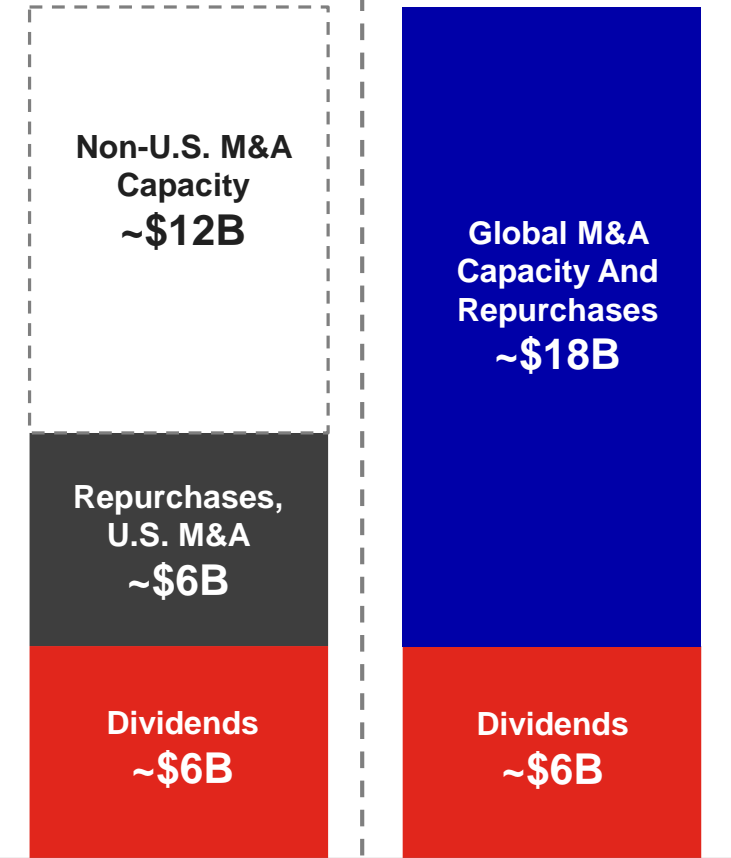 Non-U.S. M&A
Capacity
~$12B
Repurchases,
U.S. M&A
~$6B
Dividends
~$6B
Global M&A
Capacity And
Repurchases
~$18B
Dividends
~$6B